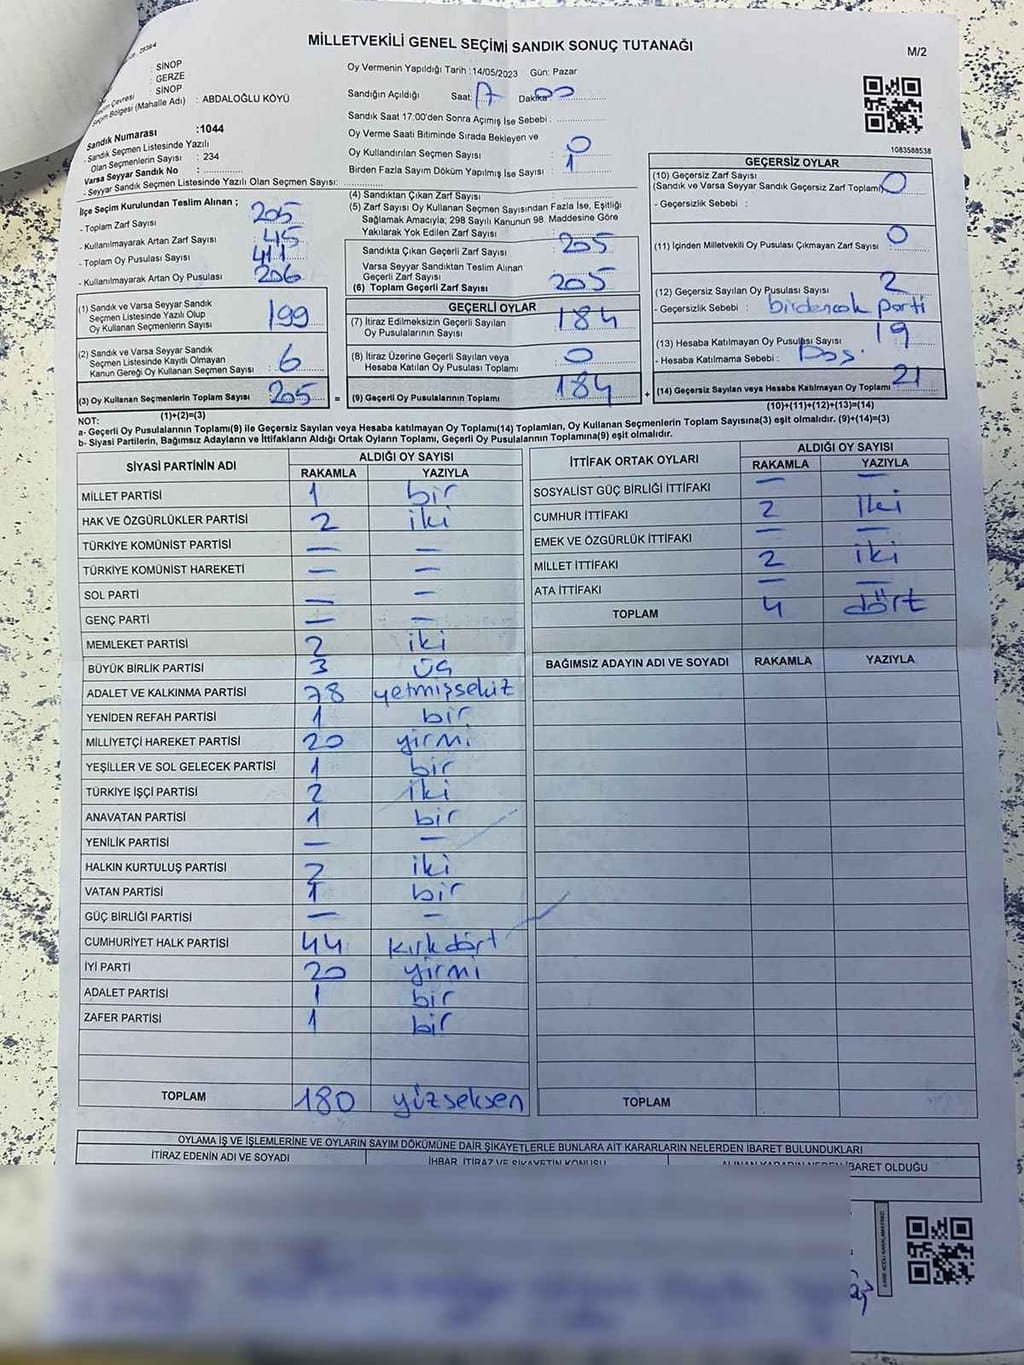 MİLLETVEKİLİ GENEL SEÇİMİ SANDIK SONUÇ TUTANAĞI
M/2
: SİNOP
: GERZE
Çevresi : SİNOP
Seçim Bölgesi (Mahalle Adı) : ABDALOĞLU KÖYÜ
Sandık Numarası :1044
- Sandık Seçmen Listesinde Yazılı
Olan Seçmenlerin Sayısı : 234
Varsa Seyyar Sandık No :
- Seyyar Sandık Seçmen Listesinde Yazılı Olan Seçmen Sayısı:
Oy Vermenin Yapıldığı Tarih :14/05/2023 Gün: Pazar
Sandığın Açıldığı Saat: 17 Dakika 00
Sandık Saat 17:00'den Sonra Açımış İse Sebebi :
Oy Verme Saati Bitiminde Sırada Bekleyen ve
Oy Kullandırılan Seçmen Sayısı : 0
Birden Fazla Sayım Döküm Yapılmış İse Sayısı : 1
1083588538
İlçe Seçim Kurulundan Teslim Alınan ;
- Toplam Zarf Sayısı 205
- Kullanılmayarak Artan Zarf Sayısı 45
- Toplam Oy Pusulası Sayısı 411
- Kullanılmayarak Artan Oy Pusulası 206
(1) Sandık ve Varsa Seyyar Sandık
Seçmen Listesinde Yazılı Olup
Oy Kullanan Seçmenlerin Sayısı 199
(2) Sandık ve Varsa Seyyar Sandık
Seçmen Listesinde Kayıtlı Olmayan
Kanun Gereği Oy Kullanan Seçmen Sayısı : 6
(3) Oy Kullanan Seçmenlerin Toplam Sayısı 205 =
(4) Sandıktan Çıkan Zarf Sayısı
(5) Zarf Sayısı Oy Kullanan Seçmen Sayısından Fazla İse, Eşitliği
Sağlamak Amacıyla; 298 Sayılı Kanunun 98. Maddesine Göre
Yakılarak Yok Edilen Zarf Sayısı :
Sandıkta Çıkan Geçerli Zarf Sayısı 205
Varsa Seyyar Sandıktan Teslim Alınan
Geçerli Zarf Sayısı
(6) Toplam Geçerli Zarf Sayısı 205
GEÇERLİ OYLAR
(7) İtiraz Edilmeksizin Geçerli Sayılan
Oy Pusulalarının Sayısı : 184
(8) İtiraz Üzerine Geçerli Sayılan veya
Hesaba Katılan Oy Pusulası Toplamı 0
(9) Geçerli Oy Pusulalarının Toplamı 184 +
GEÇERSİZ OYLAR
(10) Geçersiz Zarf Sayısı
(Sandık ve Varsa Seyyar Sandık Geçersiz Zarf Toplamı) 0
- Geçersizlik Sebebi :
(11) İçinden Milletvekili Oy Pusulası Çıkmayan Zarf Sayısı 0
(12) Geçersiz Sayılan Oy Pusulası Sayısı 2
- Geçersizlik Sebebi : birdencok parti
(13) Hesaba Katılmayan Oy Pusulası Sayısı 19
- Hesaba Katılmama Sebebi :
(14) Geçersiz Sayılan veya Hesaba Katılmayan Oy Toplamı 21
(1)+(2)=(3)
(10)+(11)+(12)+(13)=(14)
NOT:
a- Geçerli Oy Pusulalarının Toplamı(9) ile Geçersiz Sayılan veya Hesaba katılmayan Oy Toplamı(14) Toplamları, Oy Kullanan Seçmenlerin Toplam Sayısına(3) eşit olmalıdır. (9)+(14)=(3)
b- Siyasi Partilerin, Bağımsız Adayların ve İttifakların Aldığı Ortak Oyların Toplamı, Geçerli Oy Pusulalarının Toplamına(9) eşit olmalıdır.
SİYASİ PARTİNİN ADI ALDIĞI OY SAYISI
RAKAMLA YAZIYLA
MİLLET PARTİSİ 1 bir
HAK VE ÖZGÜRLÜKLER PARTİSİ 2 iki
TÜRKİYE KOMÜNİST PARTİSİ — —
TÜRKİYE KOMÜNİST HAREKETİ — —
SOL PARTİ — —
GENÇ PARTİ — —
MEMLEKET PARTİSİ 2 iki
BÜYÜK BİRLİK PARTİSİ 3 üç
ADALET VE KALKINMA PARTİSİ 78 yetmişsekiz
YENİDEN REFAH PARTİSİ 1 bir
MİLLİYETÇİ HAREKET PARTİSİ 20 yirmi
YEŞİLLER VE SOL GELECEK PARTİSİ 1 bir
TÜRKİYE İŞÇİ PARTİSİ 2 iki
ANAVATAN PARTİSİ 1 bir
YENİLİK PARTİSİ — —
HALKIN KURTULUŞ PARTİSİ 2 iki
VATAN PARTİSİ 1 bir
GÜÇ BİRLİĞİ PARTİSİ — —
CUMHURİYET HALK PARTİSİ 44 kırkdört
İYİ PARTİ 20 yirmi
ADALET PARTİSİ 1 bir
ZAFER PARTİSİ 1 bir
TOPLAM 180 yüzseksen
İTTİFAK ORTAK OYLARI ALDIĞI OY SAYISI
RAKAMLA YAZIYLA
SOSYALİST GÜÇ BİRLİĞİ İTTİFAKI — —
CUMHUR İTTİFAKI 2 İki
EMEK VE ÖZGÜRLÜK İTTİFAKI — —
MİLLET İTTİFAKI 2 iki
ATA İTTİFAKI — —
TOPLAM 4 dört
BAĞIMSIZ ADAYIN ADI VE SOYADI RAKAMLA YAZIYLA
TOPLAM
OYLAMA İŞ VE İŞLEMLERİNE VE OYLARIN SAYIM DÖKÜMÜNE DAİR ŞİKAYETLERLE BUNLARA AİT KARARLARIN NELERDEN İBARET BULUNDUKLARI
İTİRAZ EDENİN ADI VE SOYADI İHBAR, İTİRAZ VE ŞİKAYETİN KONUSU ALINAN KARARIN NEDEN İBARET OLDUĞU